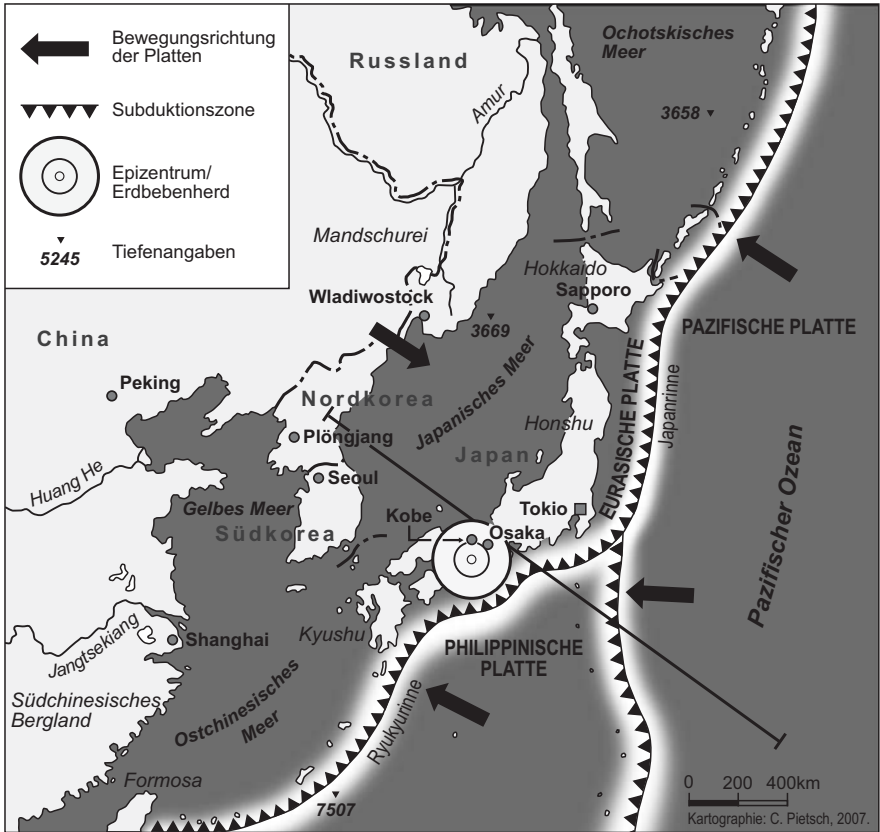 Bewegungsrichtung
der Platten
Subduktionszone
Epizentrum/
Erdbebenherd
5245
Tiefenangaben
Russland
Ochotskisches
Meer
Amur
3658
Mandschurei
Hokkaido
Sapporo
Wladiwostock
3669
PAZIFISCHE PLATTE
China
Peking
Nordkorea
Japanisches Meer
EURASISCHE PLATTE
Japanrinne
Honshu
Plöngjang
Japan
Seoul
Huang He
Gelbes Meer
Südkorea
Kobe
Osaka
Tokio
Pazifischer Ozean
Jangtsekiang
Shanghai
Kyushu
PHILIPPINISCHE
PLATTE
Südchinesisches
Bergland
Ostchinesisches
Meer
Ryukyurinne
Formosa
7507
0 200 400km
Kartographie: C. Pietsch, 2007.